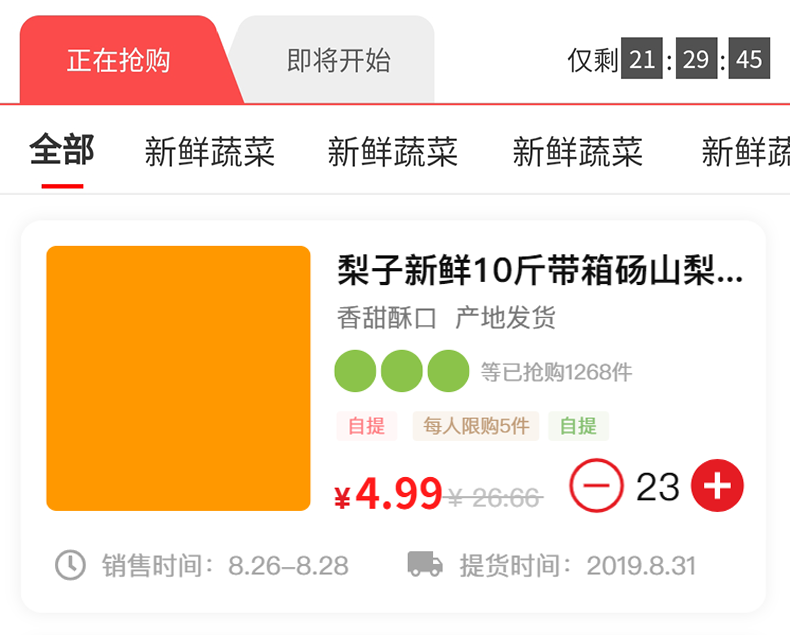 正在抢购 即将开始 仅剩 21 : 29 : 45
全部 新鲜蔬菜 新鲜蔬菜 新鲜蔬菜 新鲜蔬
梨子新鲜10斤带箱砀山梨...
香甜酥口 产地发货
等已抢购1268件
自提 每人限购5件 自提
¥4.99 ¥ 26:66 23
销售时间：8.26–8.28 提货时间：2019.8.31